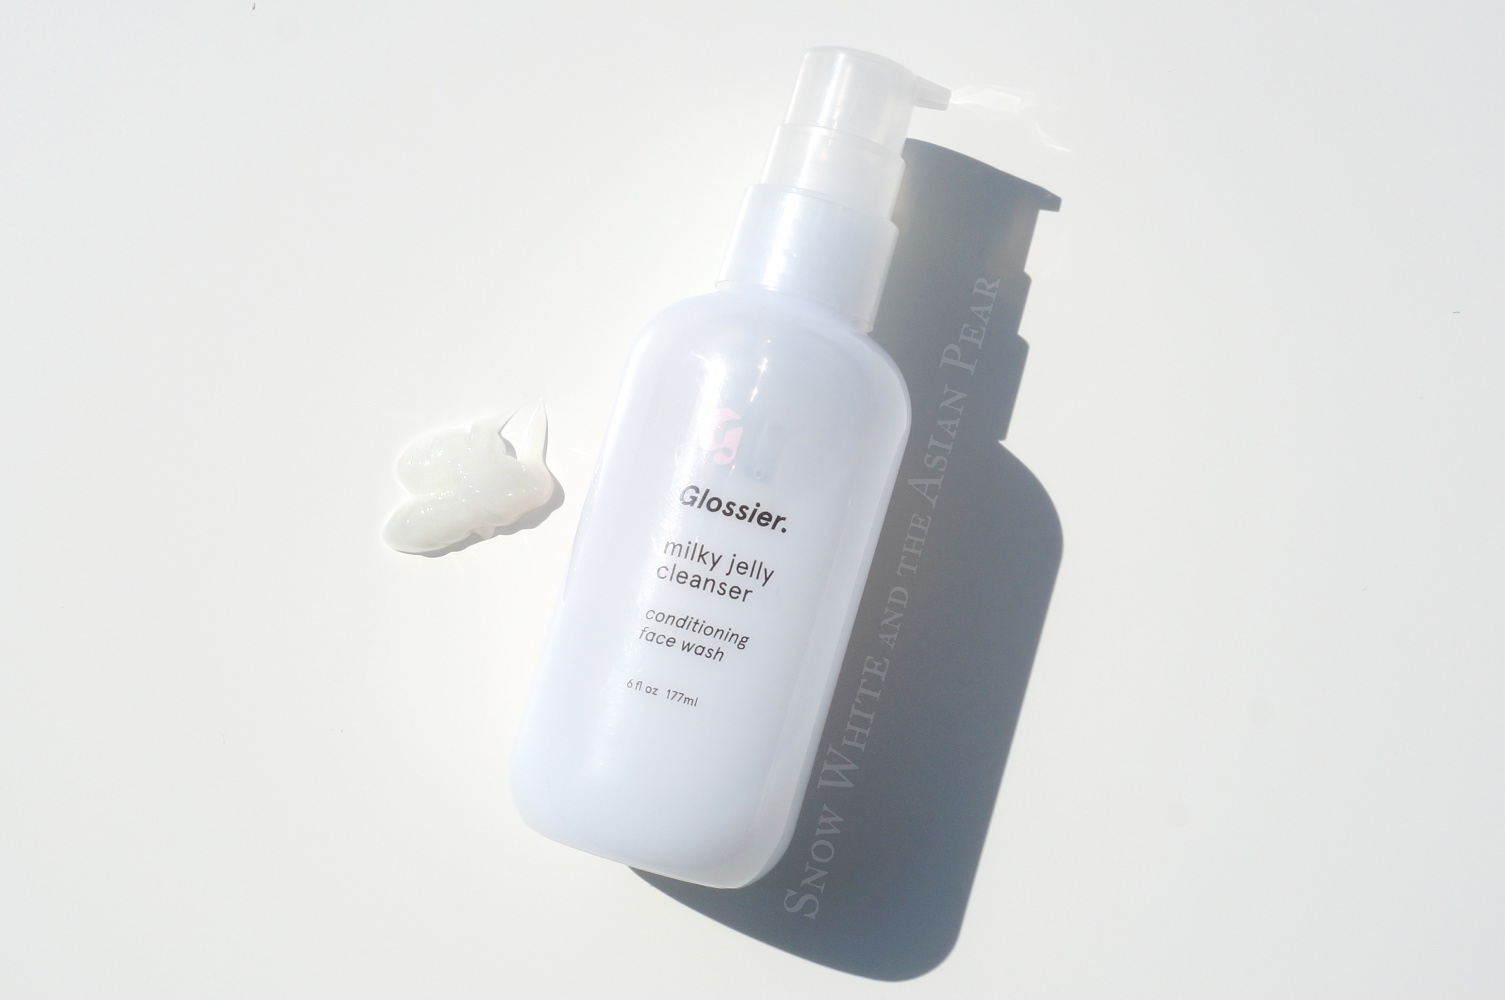 G
Glossier.
milky jelly
cleanser
conditioning
face wash
6 fl oz 177ml
Snow White and the Asian Pear